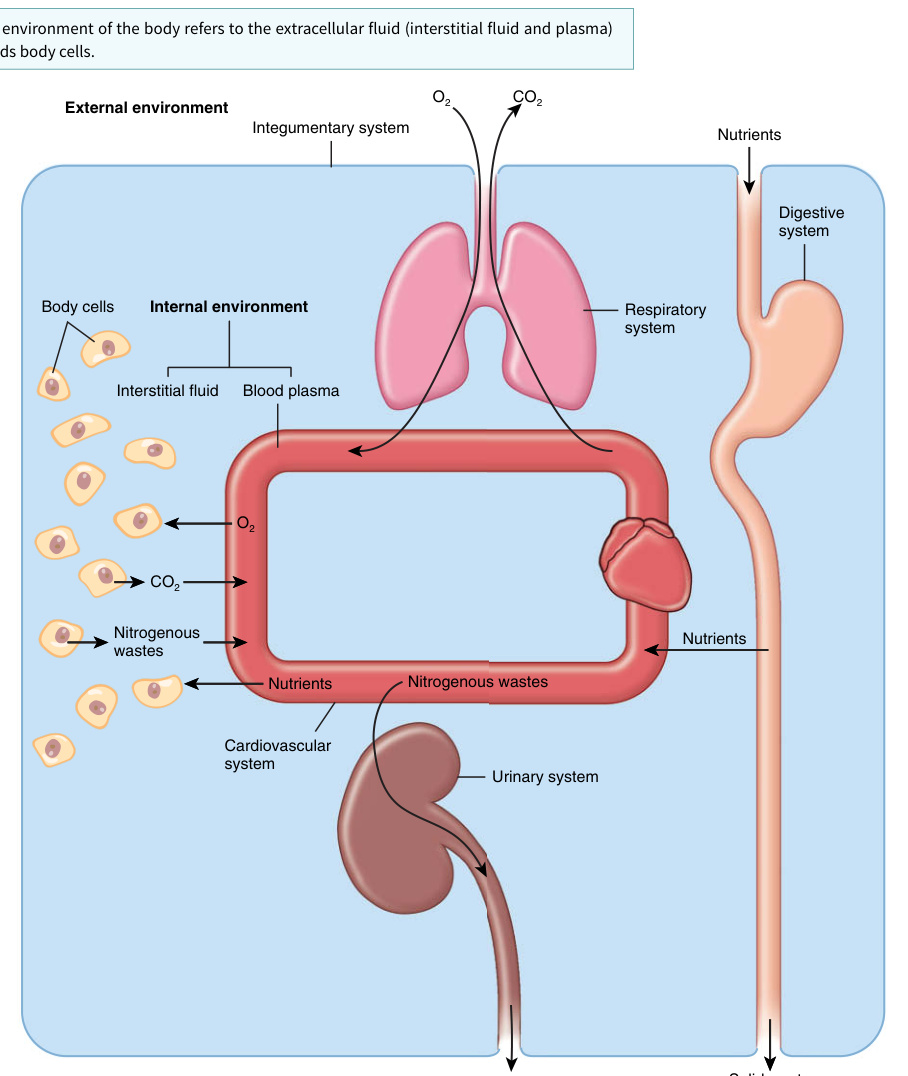 environment of the body refers to the extracellular fluid (interstitial fluid and plasma)
ds body cells.
External environment
O2
CO2
Integumentary system
Nutrients
Digestive
system
Body cells
Internal environment
Respiratory
system
Interstitial fluid
Blood plasma
O2
CO2
Nitrogenous
wastes
Nutrients
Nutrients
Nitrogenous wastes
Cardiovascular
system
Urinary system